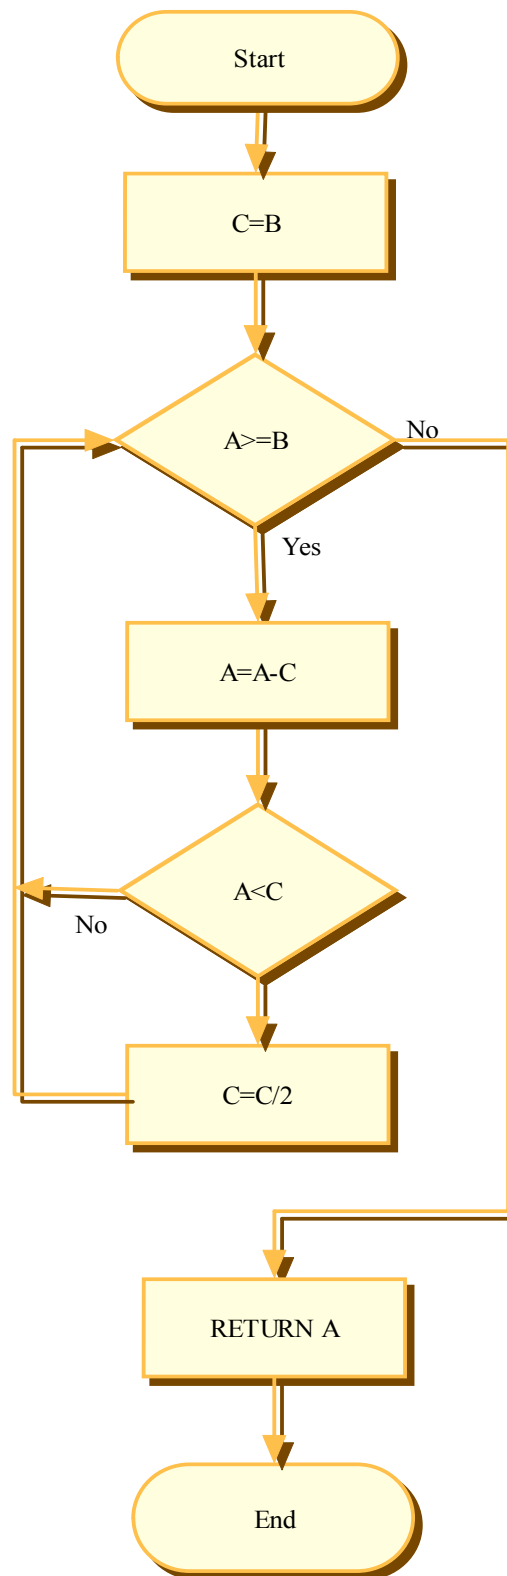 Start
C=B
A>=B
No
Yes
A=A-C
A<C
No
C=C/2
RETURN A
End